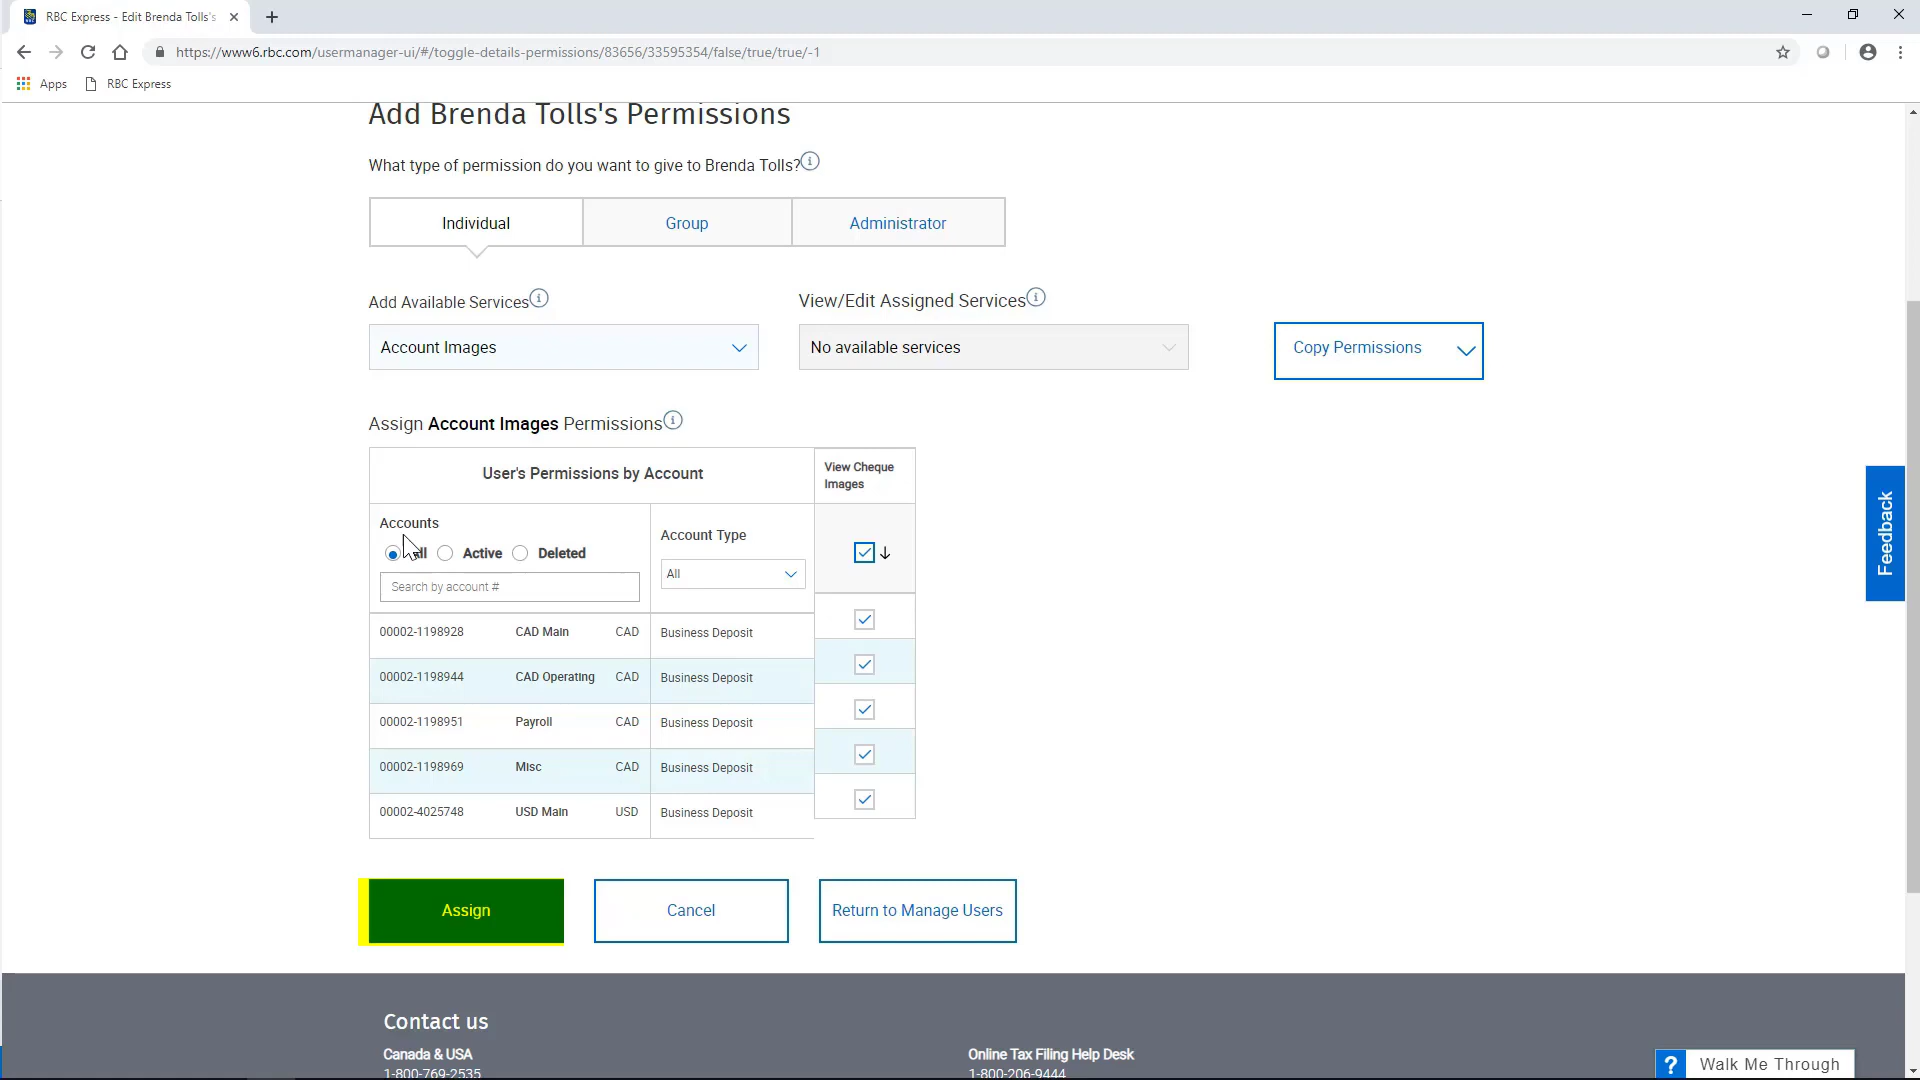 RBC Express - Edit Brenda Tolls's
https://www6.rbc.com/usermanager-ui/#/toggle-details-permissions/83656/33595354/false/true/true/-1
Apps RBC Express
Add Brenda Tolls's Permissions
What type of permission do you want to give to Brenda Tolls? i
Individual Group Administrator
Add Available Services i View/Edit Assigned Services i
Account Images No available services Copy Permissions
Assign Account Images Permissions i
User's Permissions by Account View Cheque
Images
Accounts Account Type
Active Deleted
All
Search by account #
00002-1198928 CAD Main CAD Business Deposit
00002-1198944 CAD Operating CAD Business Deposit
00002-1198951 Payroll CAD Business Deposit
00002-1198969 Misc CAD Business Deposit
00002-4025748 USD Main USD Business Deposit
Assign Cancel Return to Manage Users
Feedback
Contact us
Canada & USA Online Tax Filing Help Desk
1-800-769-2535 1-800-206-9444
? Walk Me Through